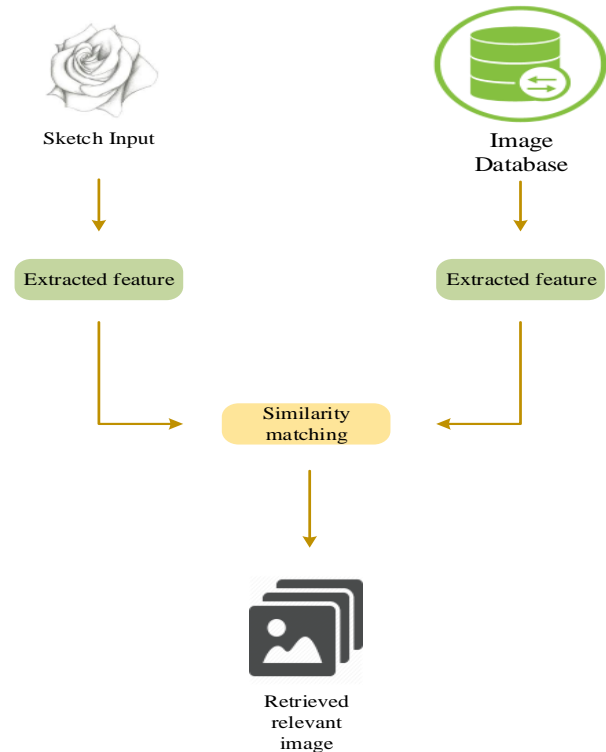 Sketch Input
Image
Database
Extracted feature
Extracted feature
Similarity
matching
Retrieved
relevant
image